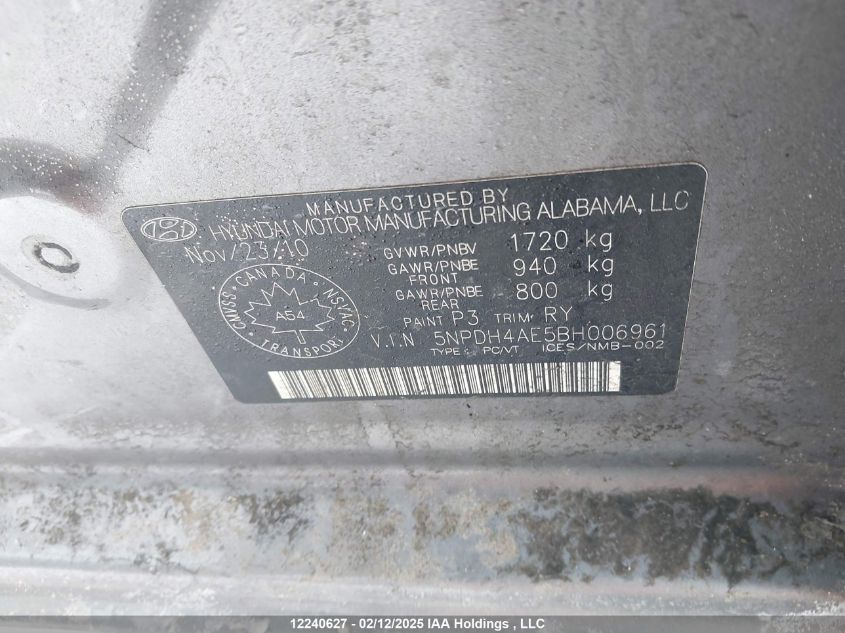 MANUFACTURED BY
HYUNDAI MOTOR MANUFACTURING ALABAMA, LLC
Nov/23/10
GVWR/PNBV 1720 kg
GAWR/PNBE FRONT 940 kg
GAWR/PNBE REAR 800 kg
PAINT P3 TRIM RY
V.I.N 5NPDH4AE5BH006961
TYPE : PC/VT ICES/NMB-002
CANADA
CMVSS NSVAC
A54
TRANSPORT
12240627 - 02/12/2025 IAA Holdings , LLC